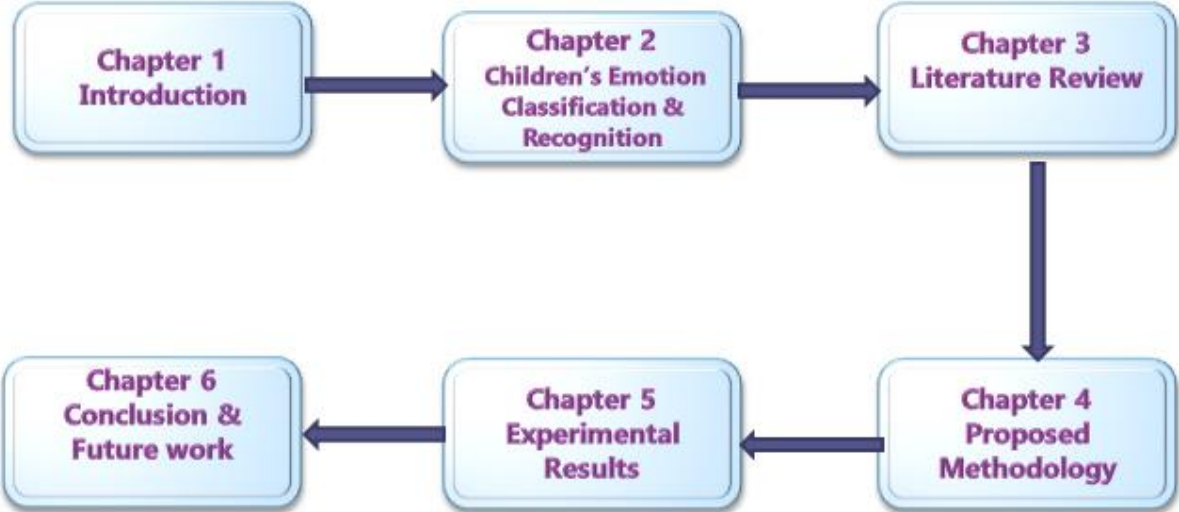 Chapter 1
Introduction
Chapter 2
Children's Emotion
Classification &
Recognition
Chapter 3
Literature Review
Chapter 4
Proposed
Methodology
Chapter 5
Experimental
Results
Chapter 6
Conclusion &
Future work